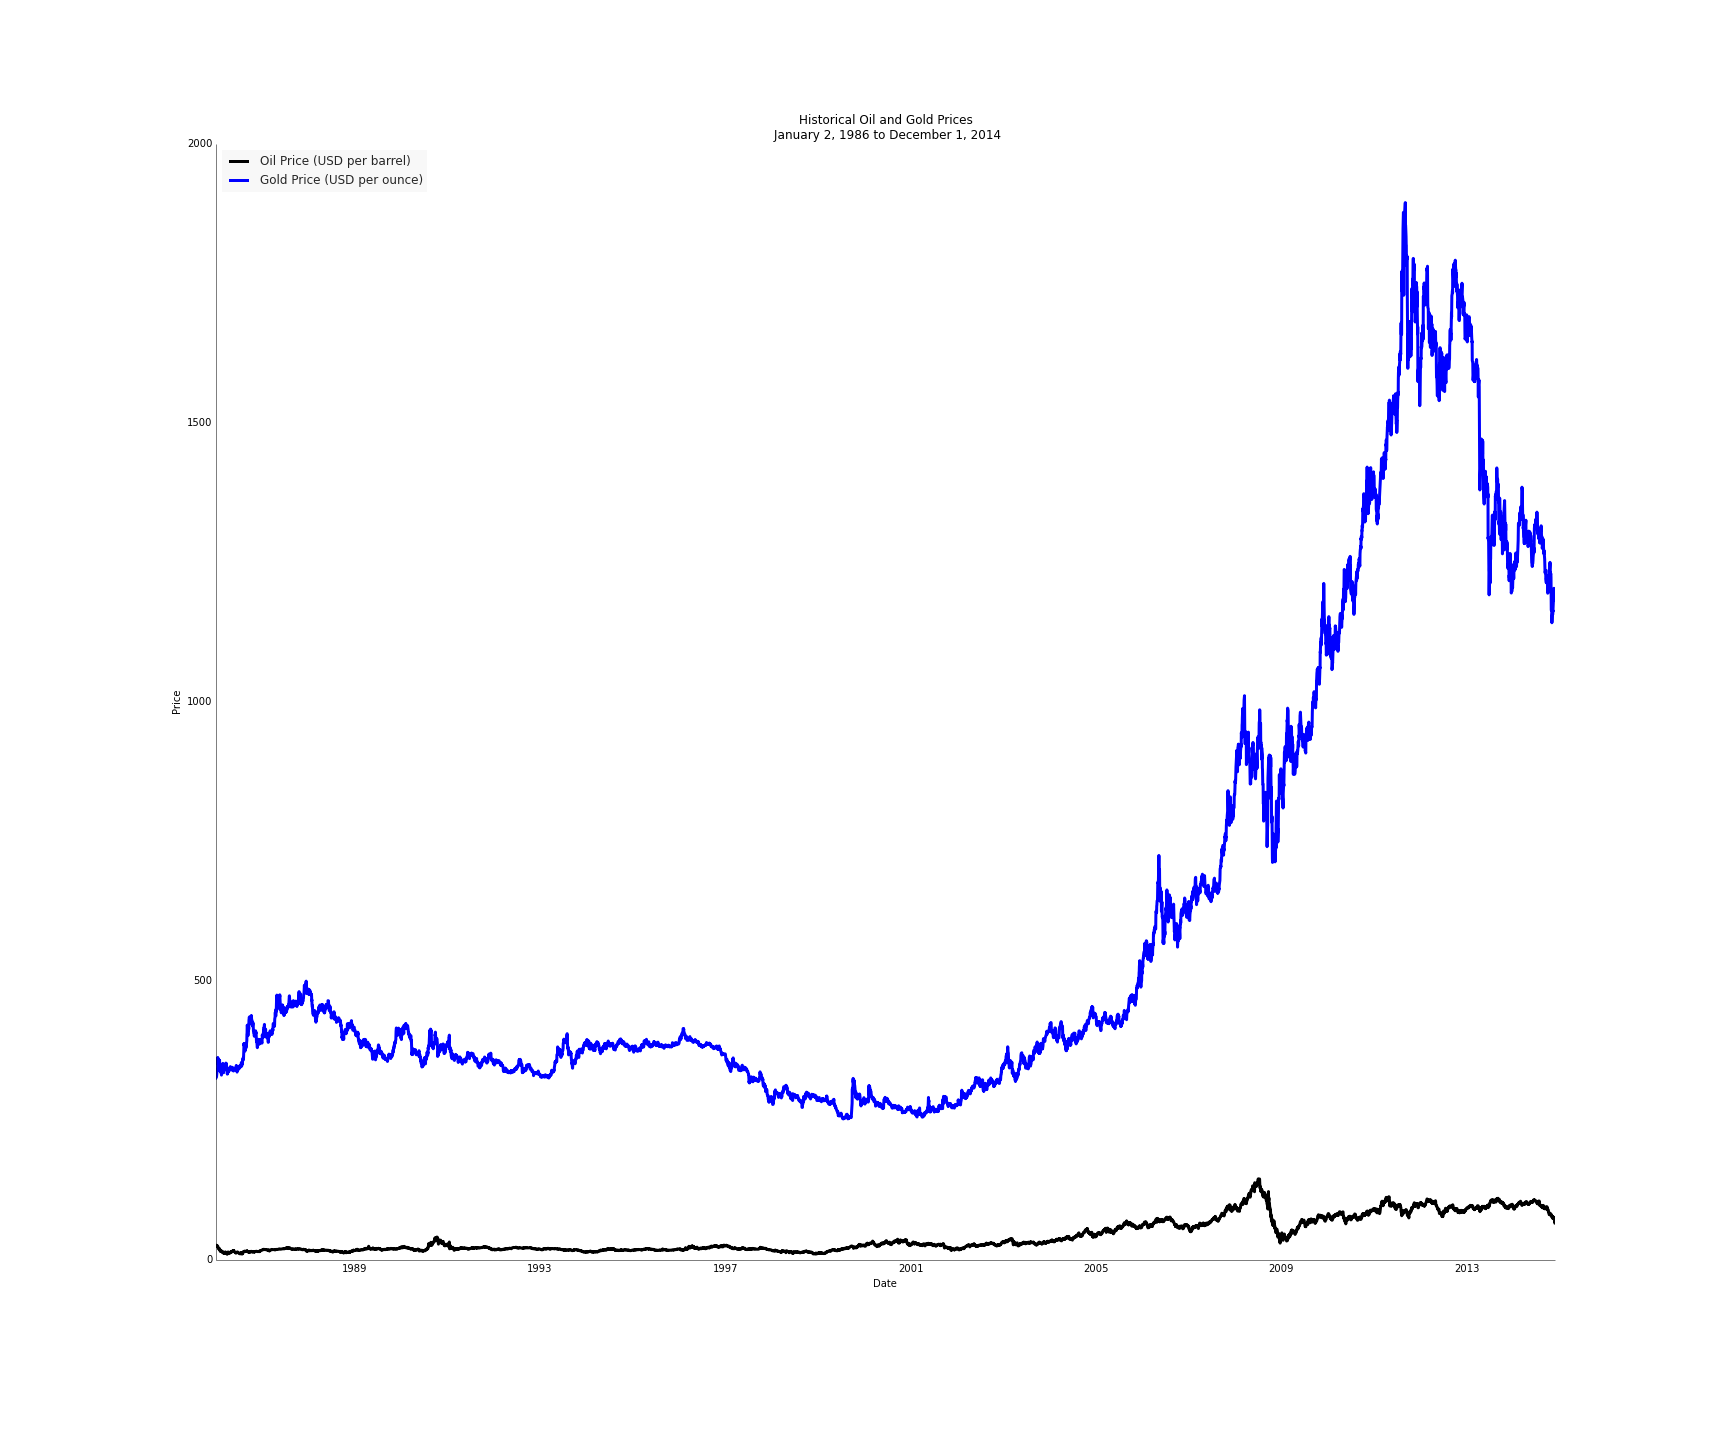 Historical Oil and Gold Prices
January 2, 1986 to December 1, 2014
2000
Oil Price (USD per barrel)
Gold Price (USD per ounce)
1500
1000
Price
500
0
1989 1993 1997 2001 2005 2009 2013
Date